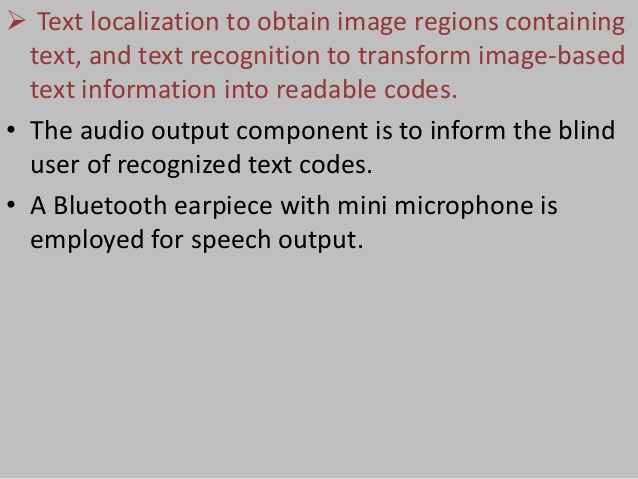 ➢ Text localization to obtain image regions containing
text, and text recognition to transform image-based
text information into readable codes.
• The audio output component is to inform the blind
user of recognized text codes.
• A Bluetooth earpiece with mini microphone is
employed for speech output.